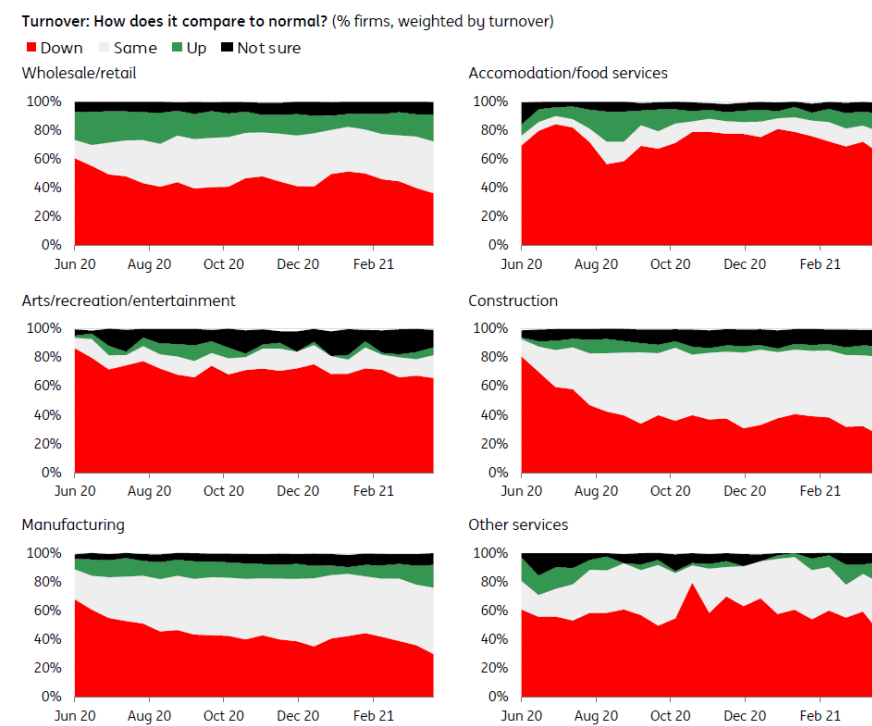 Turnover: How does it compare to normal? (% firms, weighted by turnover)
Down Same Up Not sure
Wholesale/retail
100%
80%
60%
40%
20%
0%
Jun 20 Aug 20 Oct 20 Dec 20 Feb 21
Accomodation/food services
100%
80%
60%
40%
20%
0%
Jun 20 Aug 20 Oct 20 Dec 20 Feb 21
Arts/recreation/entertainment
100%
80%
60%
40%
20%
0%
Jun 20 Aug 20 Oct 20 Dec 20 Feb 21
Construction
100%
80%
60%
40%
20%
0%
Jun 20 Aug 20 Oct 20 Dec 20 Feb 21
Manufacturing
100%
80%
60%
40%
20%
0%
Jun 20 Aug 20 Oct 20 Dec 20 Feb 21
Other services
100%
80%
60%
40%
20%
0%
Jun 20 Aug 20 Oct 20 Dec 20 Feb 21